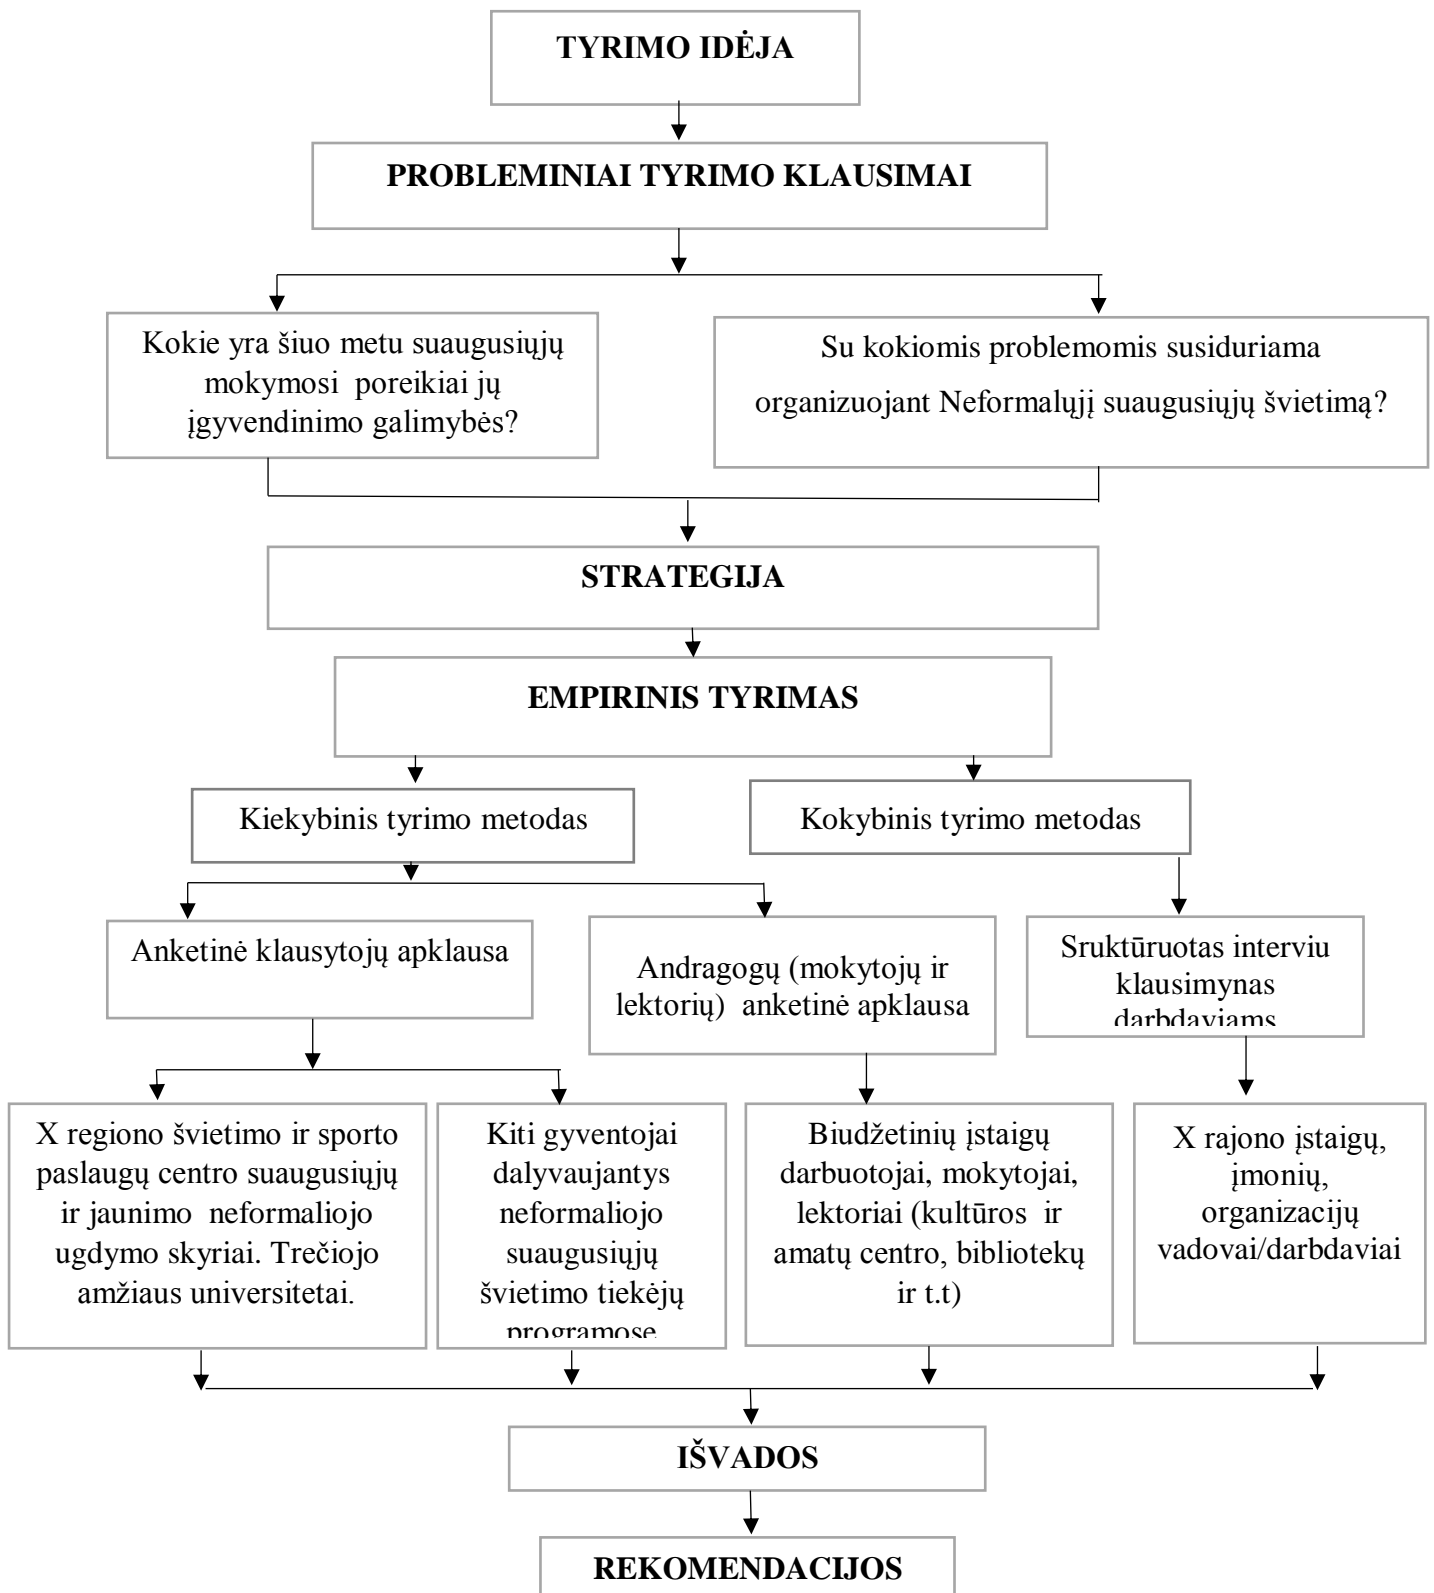 TYRIMO IDĖJA
PROBLEMINIAI TYRIMO KLAUSIMAI
Kokie yra šiuo metu suaugusiųjų
mokymosi poreikiai jų
įgyvendinimo galimybės?
Su kokiomis problemomis susiduriama
organizuojant Neformalųjį suaugusiųjų švietimą?
STRATEGIJA
EMPIRINIS TYRIMAS
Kiekybinis tyrimo metodas
Kokybinis tyrimo metodas
Anketinė klausytojų apklausa
Andragogų (mokytojų ir
lektorių) anketinė apklausa
Sruktūruotas interviu
klausimynas
darbdaviams
X regiono švietimo ir sporto
paslaugų centro suaugusiųjų
ir jaunimo neformaliojo
ugdymo skyriai. Trečiojo
amžiaus universitetai.
Kiti gyventojai
dalyvaujantys
neformaliojo
suaugusiųjų
švietimo tiekėjų
programose
Biudžetinių įstaigų
darbuotojai, mokytojai,
lektoriai (kultūros ir
amatų centro, bibliotekų
ir t.t)
X rajono įstaigų,
įmonių,
organizacijų
vadovai/darbdaviai
IŠVADOS
REKOMENDACIJOS